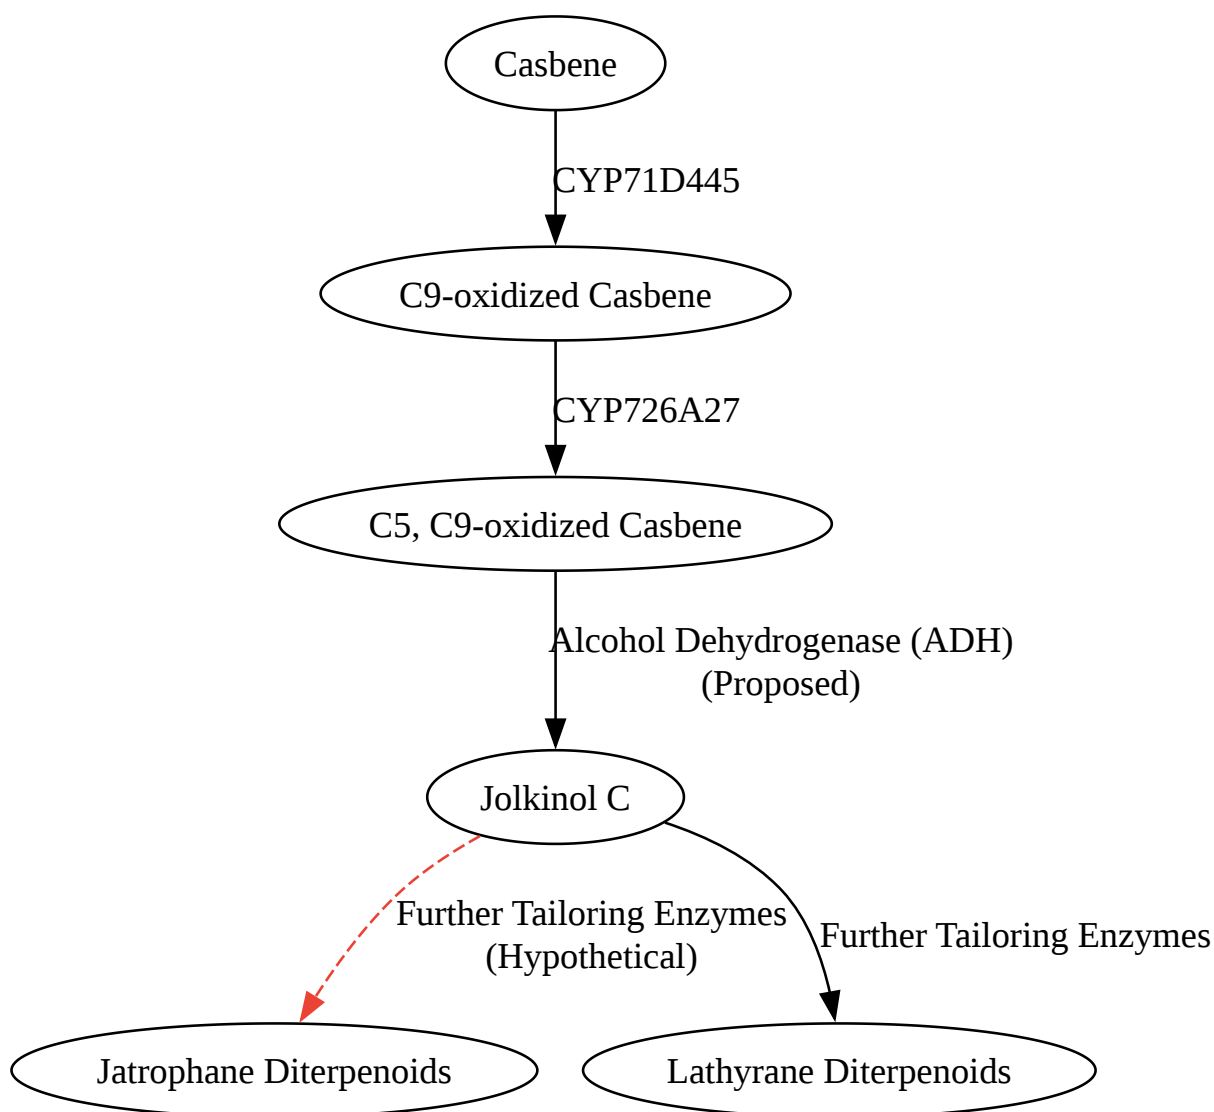 Casbene
CYP71D445
C9-oxidized Casbene
CYP726A27
C5, C9-oxidized Casbene
Alcohol Dehydrogenase (ADH)
(Proposed)
Jolkinol C
Further Tailoring Enzymes
(Hypothetical)
Further Tailoring Enzymes
Jatrophane Diterpenoids
Lathyrane Diterpenoids